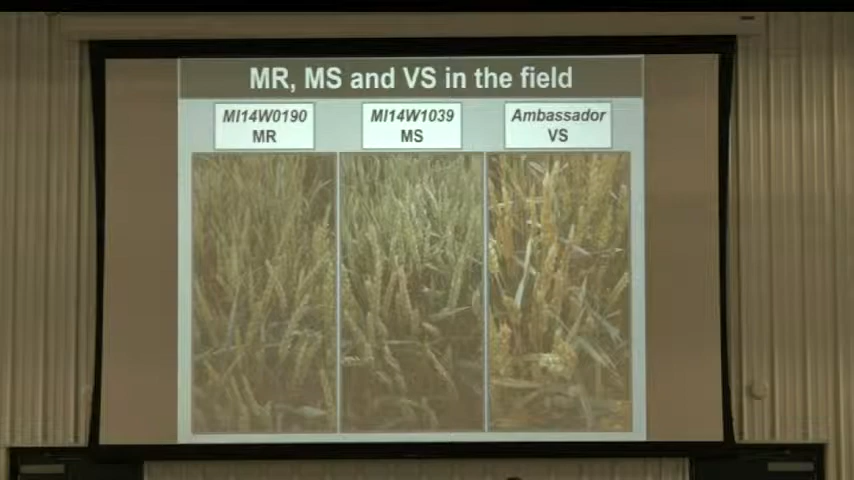 MR, MS and VS in the field
MI14W0190
MR
MI14W1039
MS
Ambassador
VS